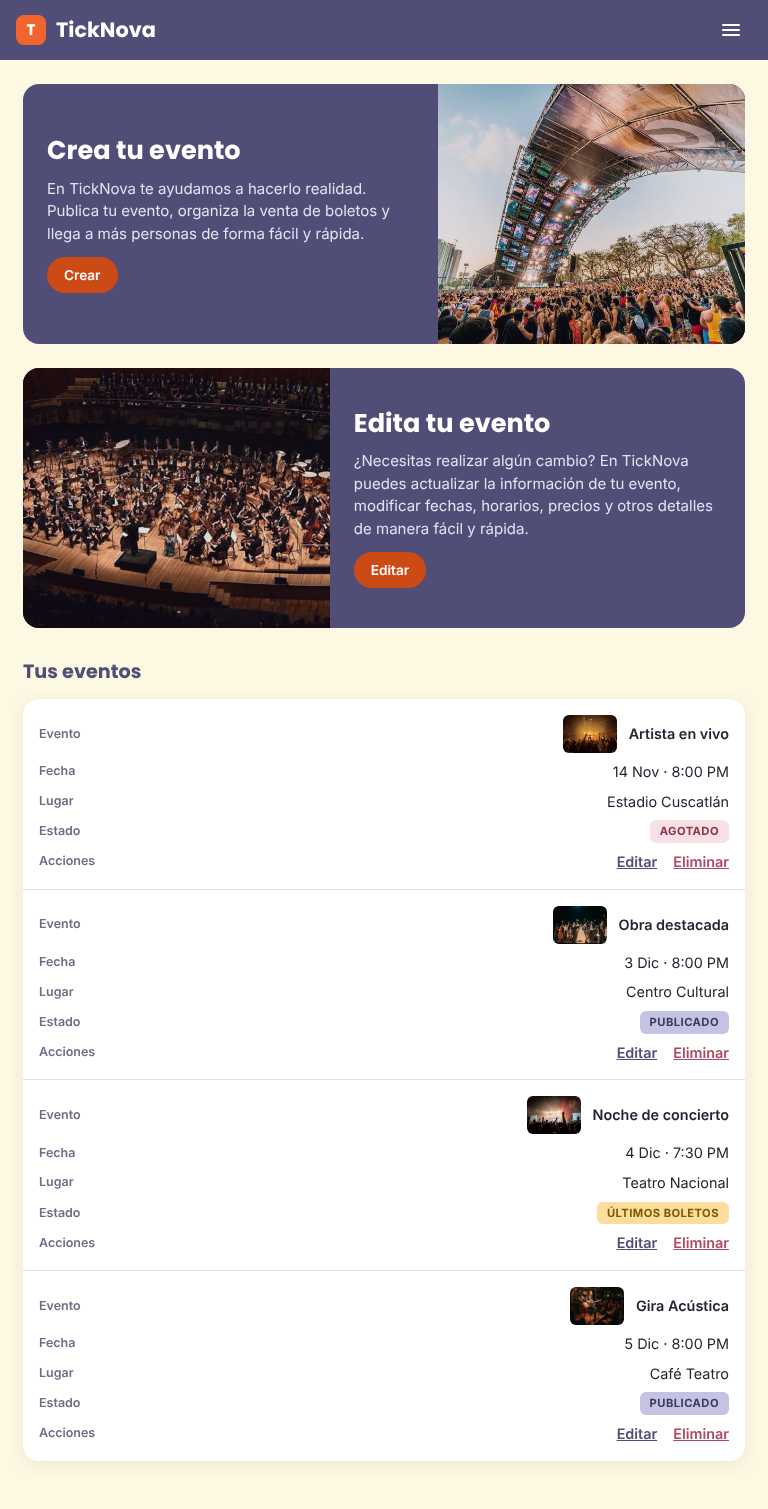 T TickNova
Crea tu evento
En TickNova te ayudamos a hacerlo realidad.
Publica tu evento, organiza la venta de boletos y
llega a más personas de forma fácil y rápida.
Crear
Edita tu evento
¿Necesitas realizar algún cambio? En TickNova
puedes actualizar la información de tu evento,
modificar fechas, horarios, precios y otros detalles
de manera fácil y rápida.
Editar
Tus eventos
Evento Artista en vivo
Fecha 14 Nov · 8:00 PM
Lugar Estadio Cuscatlán
Estado AGOTADO
Acciones Editar Eliminar
Evento Obra destacada
Fecha 3 Dic · 8:00 PM
Lugar Centro Cultural
Estado PUBLICADO
Acciones Editar Eliminar
Evento Noche de concierto
Fecha 4 Dic · 7:30 PM
Lugar Teatro Nacional
Estado ÚLTIMOS BOLETOS
Acciones Editar Eliminar
Evento Gira Acústica
Fecha 5 Dic · 8:00 PM
Lugar Café Teatro
Estado PUBLICADO
Acciones Editar Eliminar